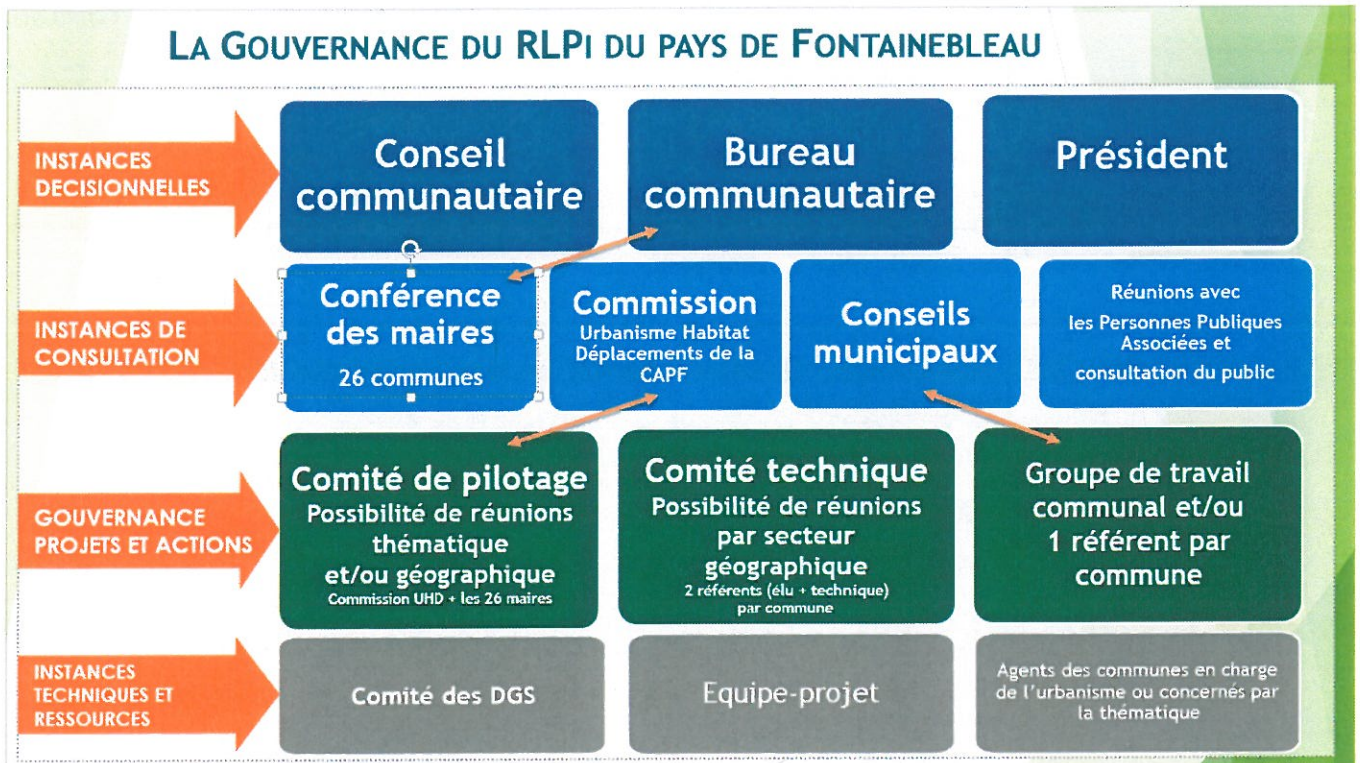 LA GOUVERNANCE DU RLPI DU PAYS DE FONTAINEBLEAU
INSTANCES
DECISIONNELLES
Conseil
communautaire
Bureau
communautaire
Président
INSTANCES DE
CONSULTATION
Conférence
des maires
26 communes
Commission
Urbanisme Habitat
Déplacements de la
CAPF
Conseils
municipaux
Réunions avec
les Personnes Publiques
Associées et
consultation du public
GOUVERNANCE
PROJETS ET ACTIONS
Comité de pilotage
Possibilité de réunions
thématique
et/ou géographique
Commission UHD + les 26 maires
Comité technique
Possibilité de réunions
par secteur
géographique
2 référents (élu + technique)
par commune
Groupe de travail
communal et/ou
1 référent par
commune
INSTANCES
TECHNIQUES ET
RESSOURCES
Comité des DGS
Equipe-projet
Agents des communes en charge
de l'urbanisme ou concernés par
la thématique